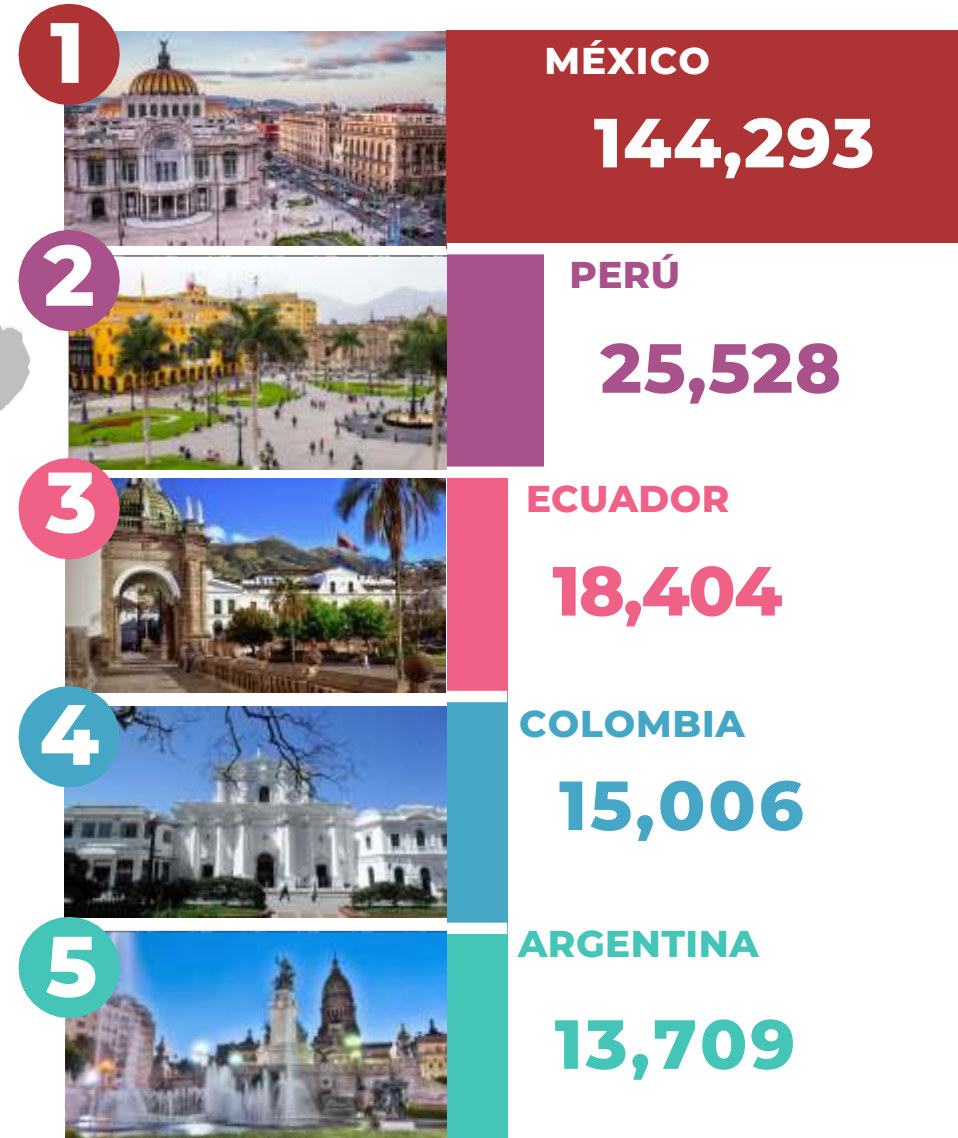 1
MÉXICO
144,293
2
PERÚ
25,528
3
ECUADOR
18,404
4
COLOMBIA
15,006
5
ARGENTINA
13,709